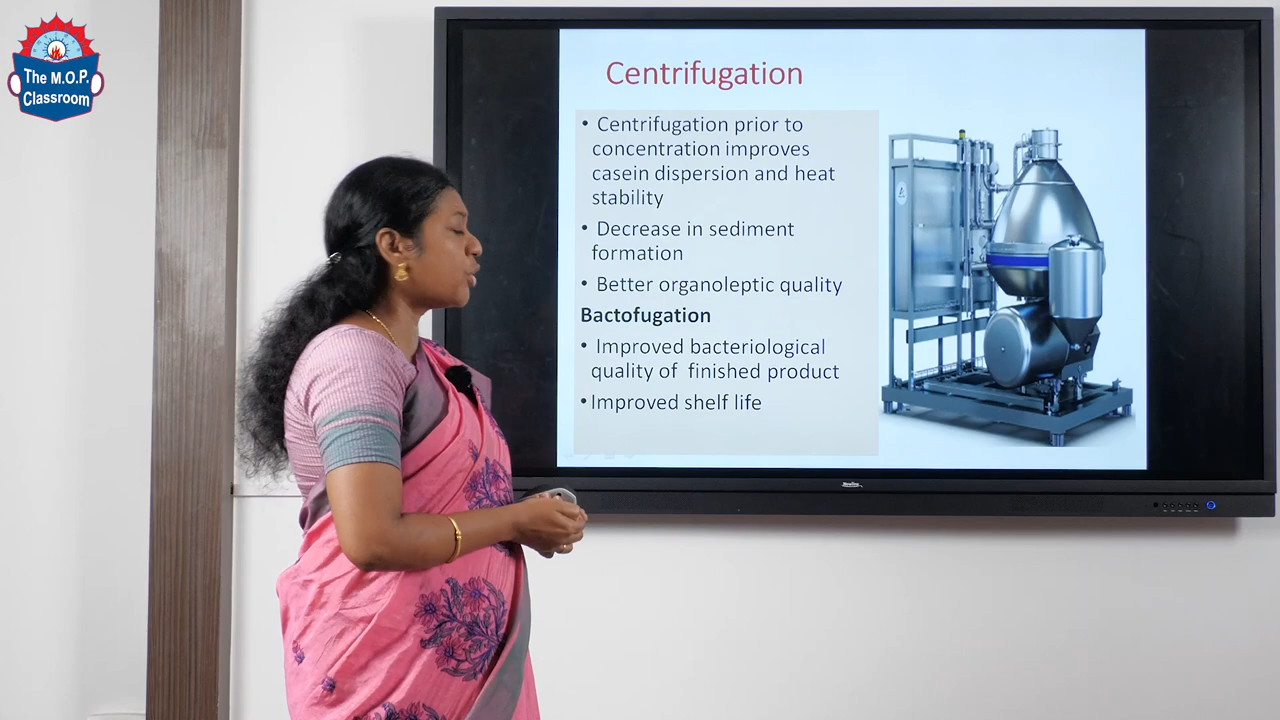 The M.O.P.
Classroom
Centrifugation
• Centrifugation prior to
concentration improves
casein dispersion and heat
stability
• Decrease in sediment
formation
• Better organoleptic quality
Bactofugation
• Improved bacteriological
quality of finished product
• Improved shelf life